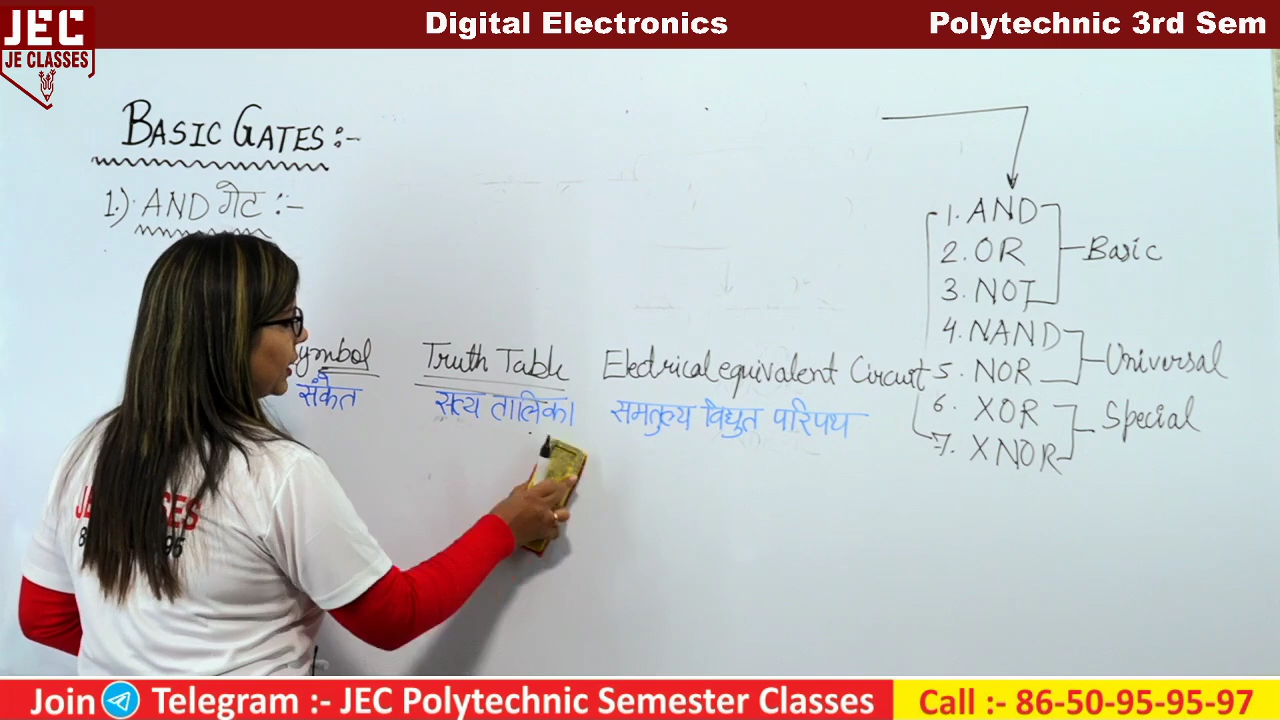 JEC
JE CLASSES
Digital Electronics
Polytechnic 3rd Sem
BASIC GATES :-
1.) AND गेट :-
ymbol
संकेत
Truth Table
सत्य तालिका
Electrical equivalent Circuit
समतुल्य विधुत परिपथ
1. AND
2. OR
3. NOT
Basic
4. NAND
5. NOR
Universal
6. XOR
7. XNOR
Special
Join Telegram :- JEC Polytechnic Semester Classes
Call :- 86-50-95-95-97